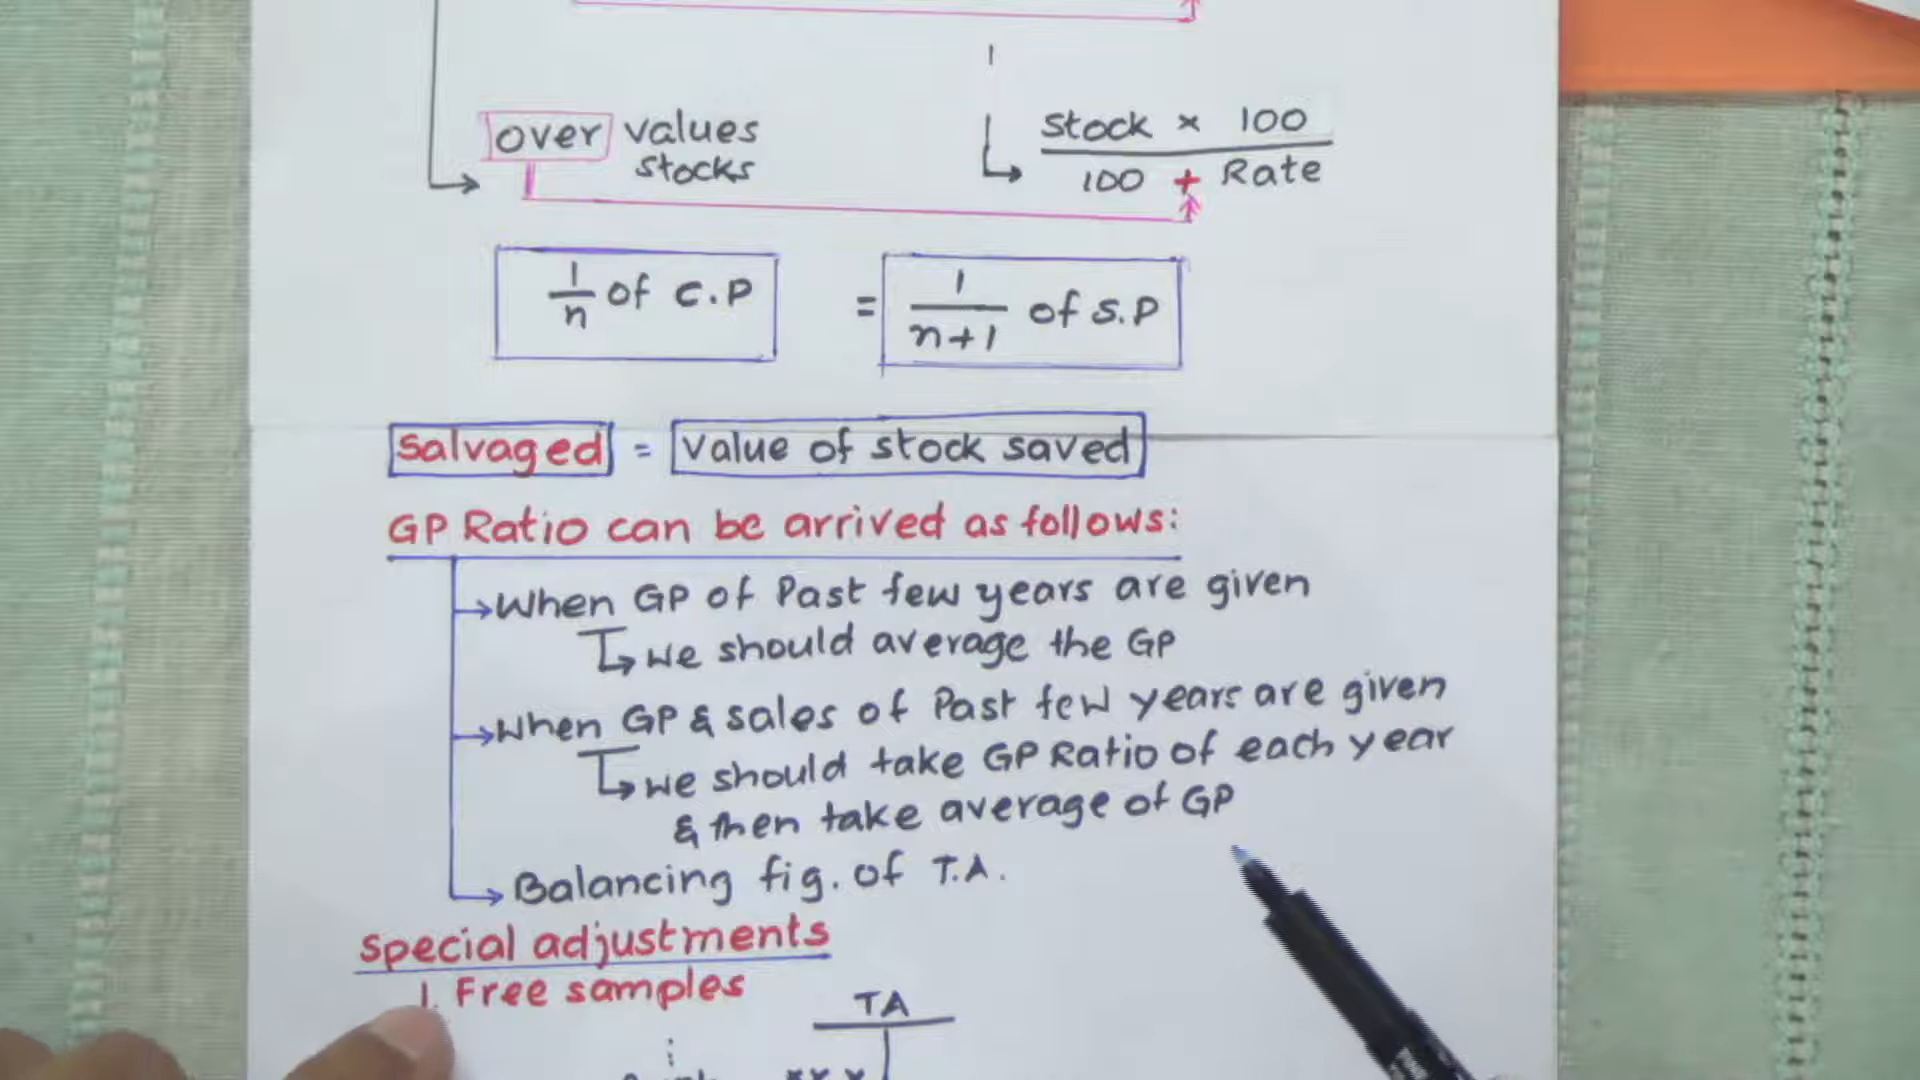 over values
stocks
stock × 100
100 + Rate
1/n of C.P = 1/n+1 of S.P
Salvaged = Value of stock saved
GP Ratio can be arrived as follows:
When GP of Past few years are given
we should average the GP
When GP & sales of Past few years are given
we should take GP Ratio of each year
& then take average of GP
Balancing fig. of T.A.
Special adjustments
1. Free samples
TA